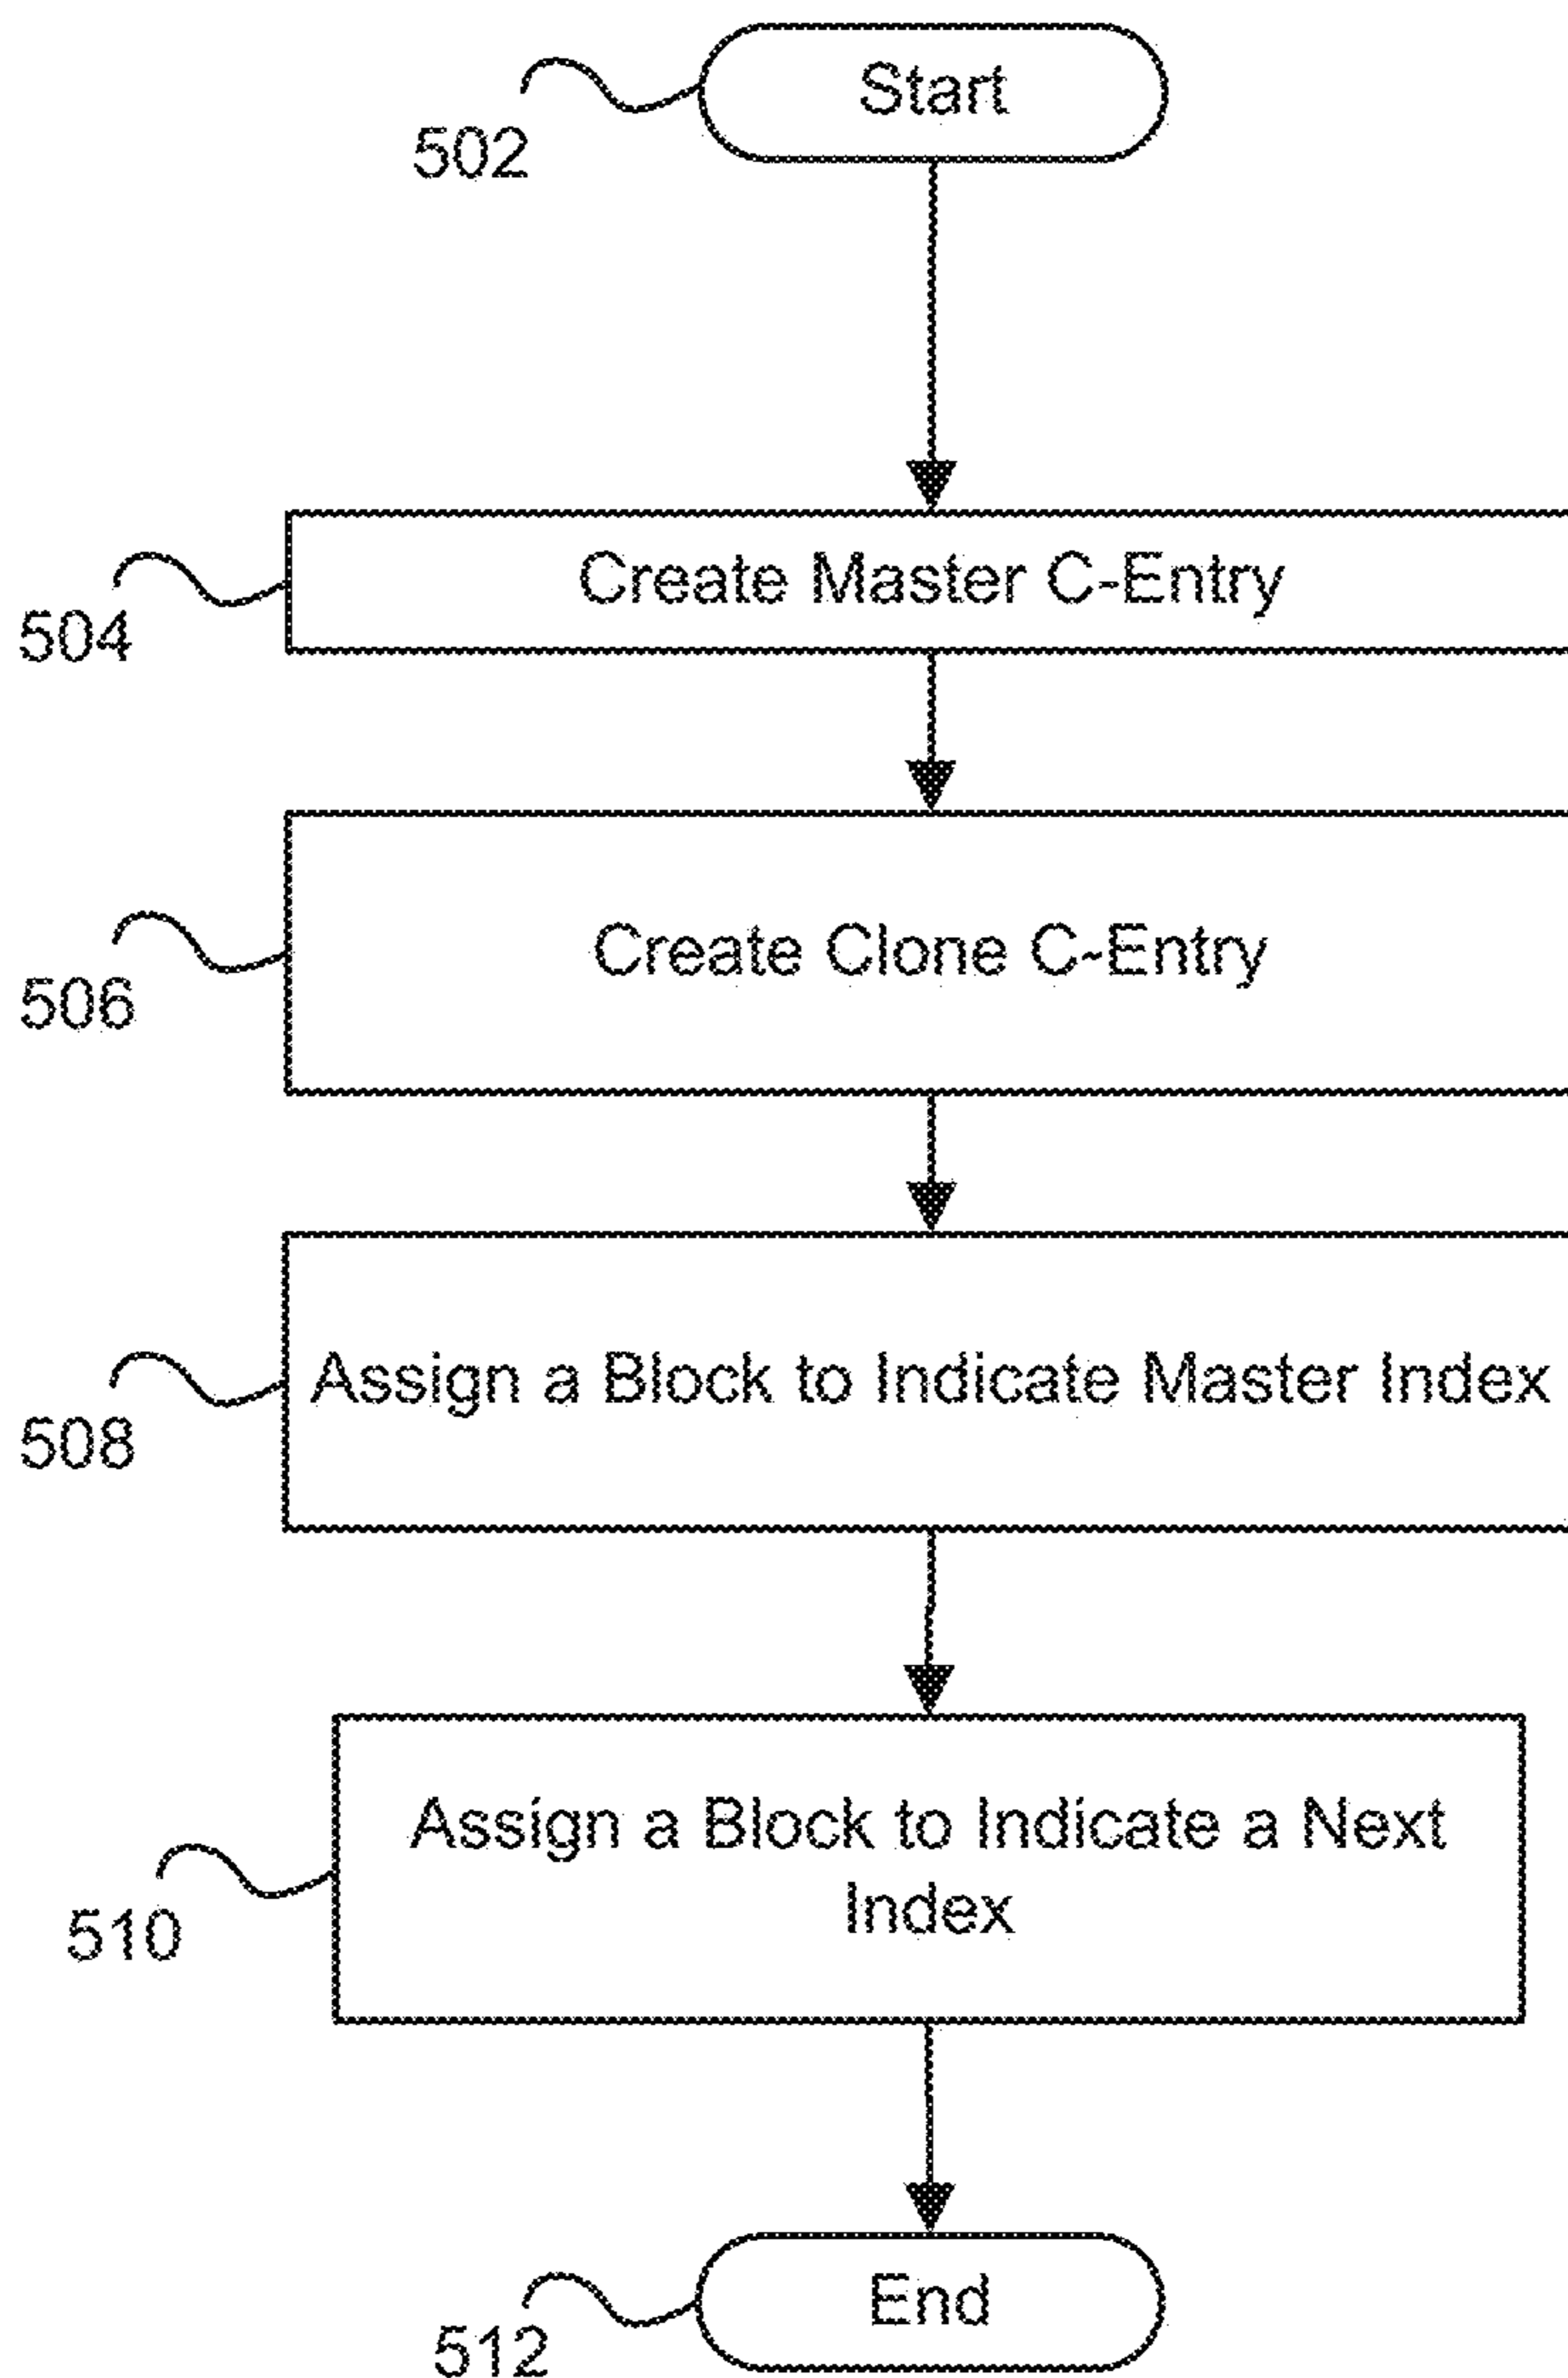 Start
502
Create Master C-Entry
504
Create Clone C-Entry
506
Assign a Block to Indicate Master Index
508
Assign a Block to Indicate a Next
Index
510
End
512